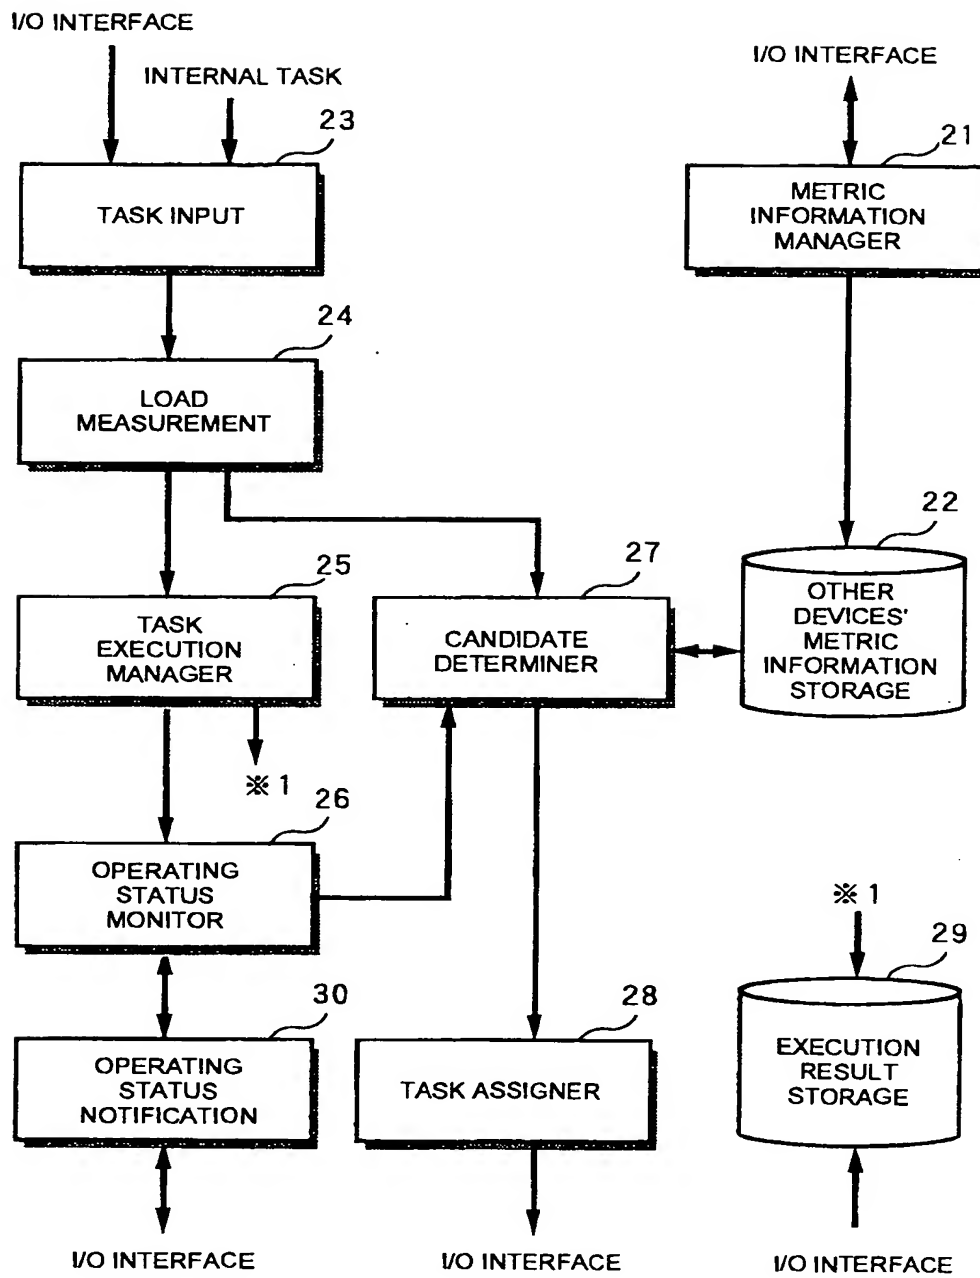 I/O INTERFACE
INTERNAL TASK
I/O INTERFACE
23
21
TASK INPUT
METRIC
INFORMATION
MANAGER
24
LOAD
MEASUREMENT
22
25
27
TASK
EXECUTION
MANAGER
CANDIDATE
DETERMINER
OTHER
DEVICES'
METRIC
INFORMATION
STORAGE
※1
26
OPERATING
STATUS
MONITOR
※1
29
30
28
OPERATING
STATUS
NOTIFICATION
TASK ASSIGNER
EXECUTION
RESULT
STORAGE
I/O INTERFACE
I/O INTERFACE
I/O INTERFACE